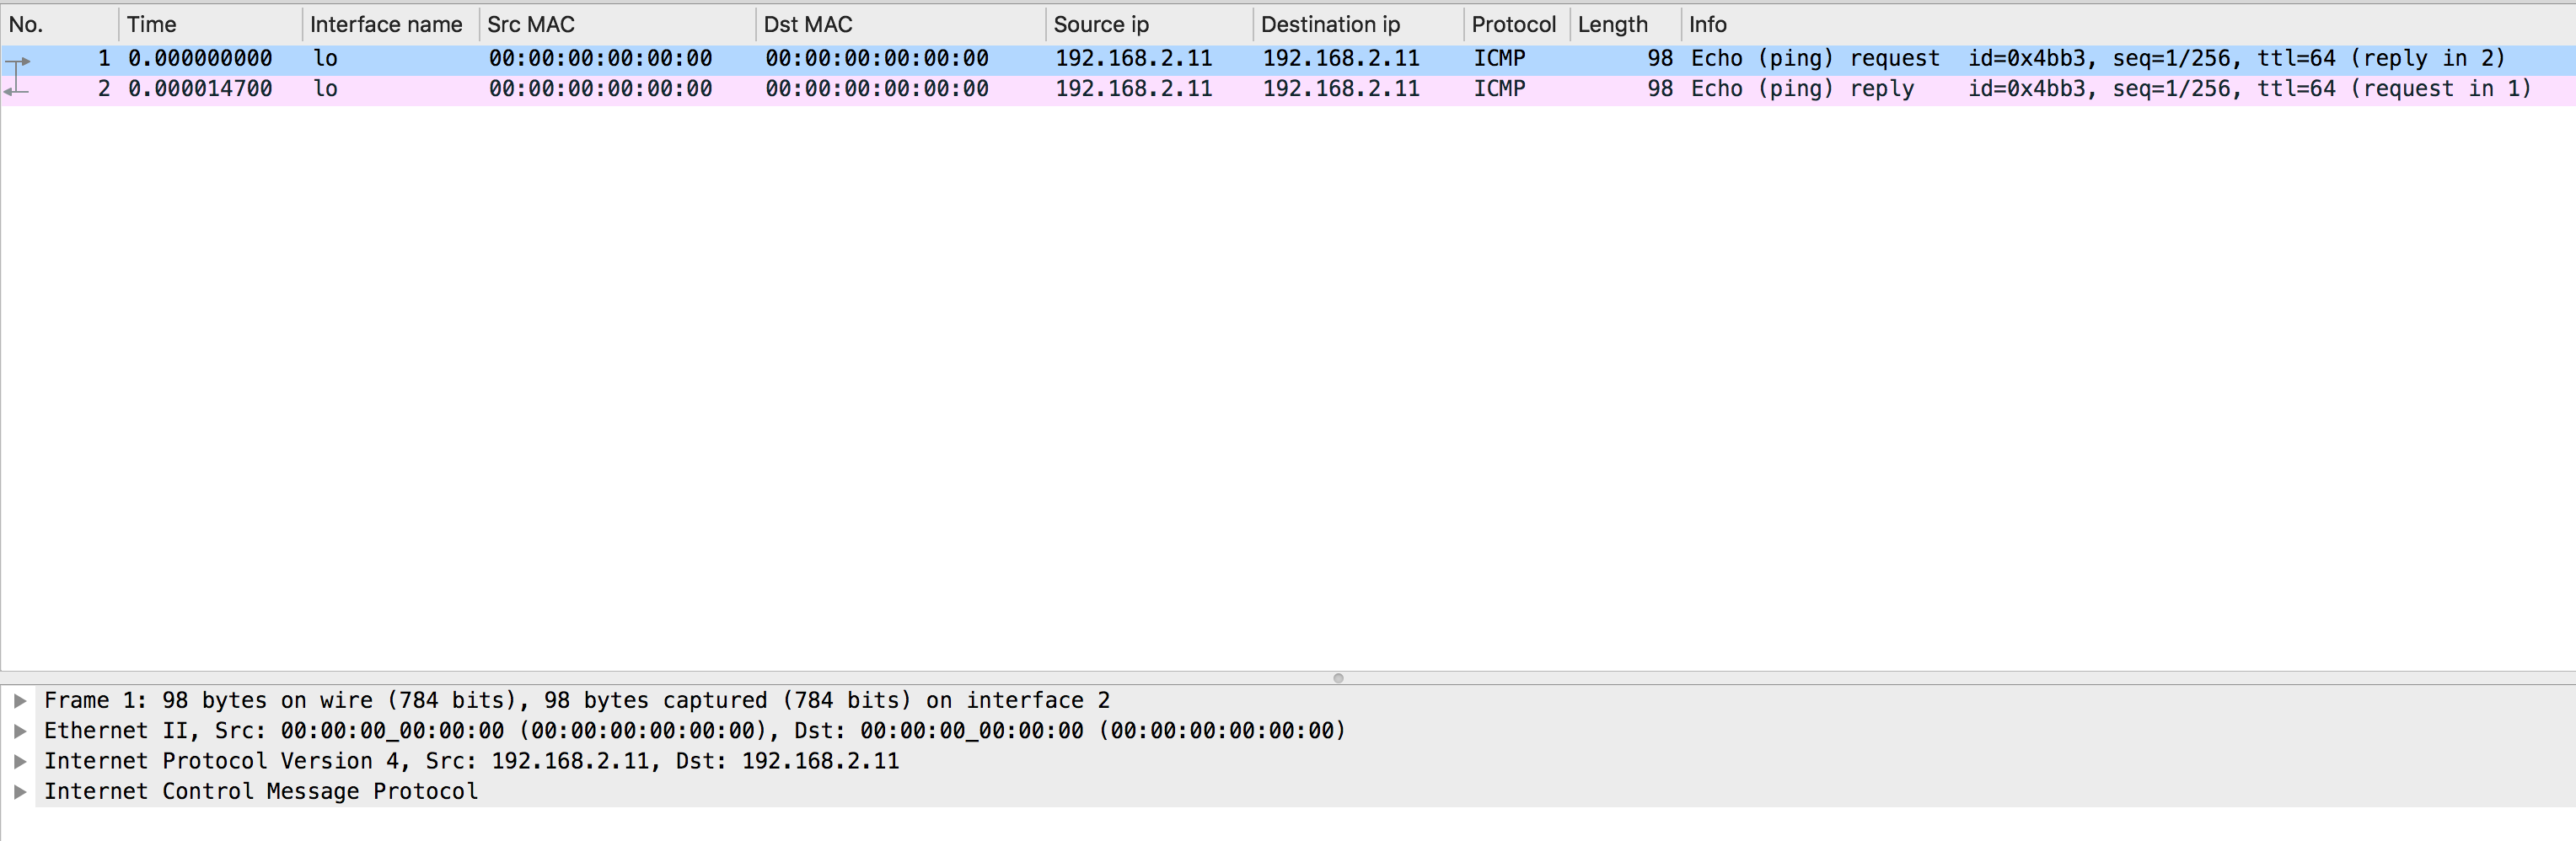 No. Time Interface name Src MAC Dst MAC Source ip Destination ip Protocol Length Info
1 0.000000000 lo 00:00:00:00:00:00 00:00:00:00:00:00 192.168.2.11 192.168.2.11 ICMP 98 Echo (ping) request id=0x4bb3, seq=1/256, ttl=64 (reply in 2)
2 0.000014700 lo 00:00:00:00:00:00 00:00:00:00:00:00 192.168.2.11 192.168.2.11 ICMP 98 Echo (ping) reply id=0x4bb3, seq=1/256, ttl=64 (request in 1)
Frame 1: 98 bytes on wire (784 bits), 98 bytes captured (784 bits) on interface 2
Ethernet II, Src: 00:00:00_00:00:00 (00:00:00:00:00:00), Dst: 00:00:00_00:00:00 (00:00:00:00:00:00)
Internet Protocol Version 4, Src: 192.168.2.11, Dst: 192.168.2.11
Internet Control Message Protocol